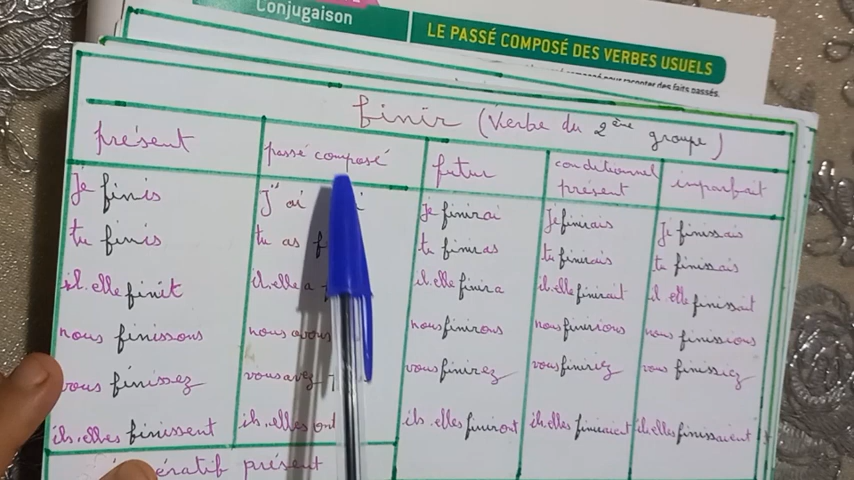 Conjugaison
LE PASSÉ COMPOSÉ DES VERBES USUELS
des faits passés.
finir (Verbe du 2ème groupe)
présent passé composé futur conditionnel présent imparfait
Je finis J'ai Je finirai Je finirais Je finissais
tu finis tu as tu finiras tu finirais tu finissais
il.elle finit il.elle a il.elle finira il.elle finirait il.elle finissait
nous finissons nous avons nous finirons nous finirions nous finissions
vous finissez vous avez vous finirez vous finiriez vous finissiez
ils.elles finissent ils.elles ont ils.elles finiront ils.elles finiraient ils.elles finissaient
présent